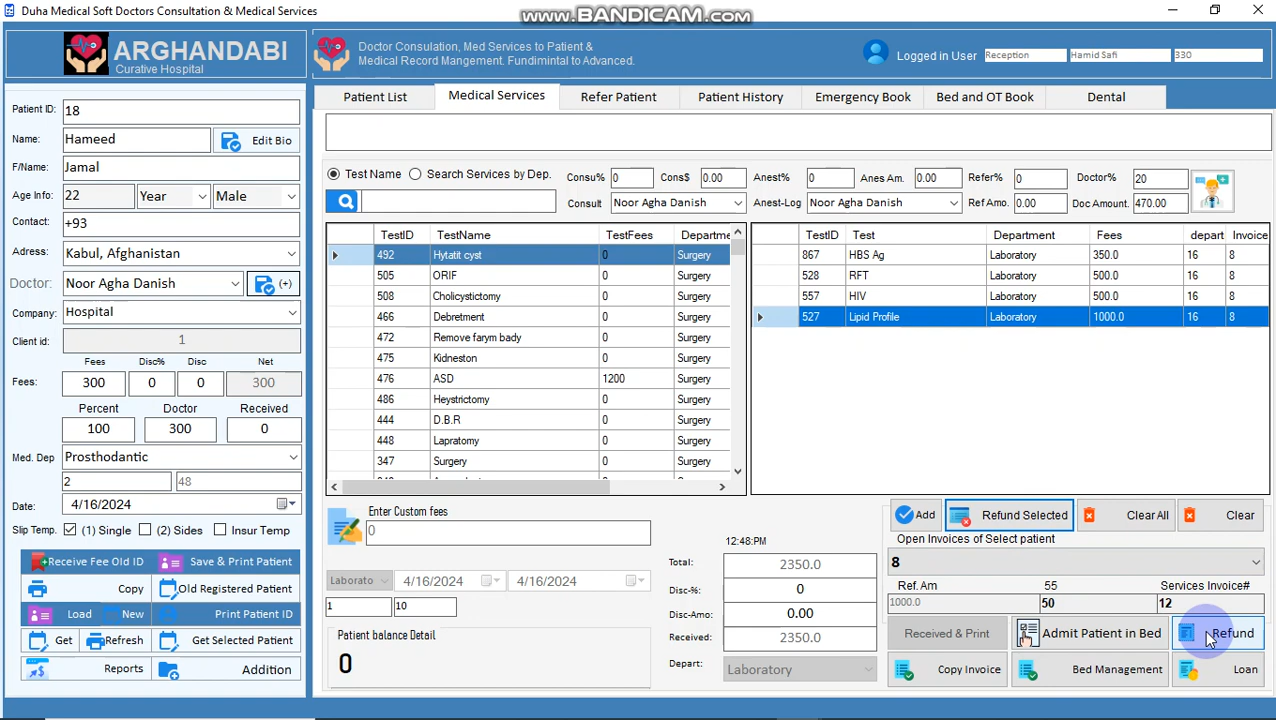 Duha Medical Soft Doctors Consultation & Medical Services
www.BANDICAM.com
ARGHANDABI
Curative Hospital
Doctor Consulation, Med Services to Patient &
Medical Record Mangement. Fundimintal to Advanced.
Logged in User Reception Hamid Safi 330
Patient List Medical Services Refer Patient Patient History Emergency Book Bed and OT Book Dental
Patient ID: 18
Name: Hameed Edit Bio
F/Name: Jamal
Age Info: 22 Year Male
Contact: +93
Adress: Kabul, Afghanistan
Doctor: Noor Agha Danish (+)
Company: Hospital
Client id: 1
Fees Disc% Disc Net
Fees: 300 0 0 300
Percent Doctor Received
100 300 0
Med. Dep Prosthodantic
2 48
Date: 4/16/2024
Slip Temp. (1) Single (2) Sides Insur Temp
Receive Fee Old ID Save & Print Patient
Copy Old Registered Patient
Load New Print Patient ID
Get Refresh Get Selected Patient
Reports Addition
Test Name Search Services by Dep.
Consu% 0 Cons$ 0.00 Anest% 0 Anes Am. 0.00 Refer% 0 Doctor% 20
Consult Noor Agha Danish Anest-Log Noor Agha Danish Ref Amo. 0.00 Doc Amount 470.00
TestID TestName TestFees Departme
492 Hytatit cyst 0 Surgery
505 ORIF 0 Surgery
508 Cholicystictomy 0 Surgery
466 Debretment 0 Surgery
472 Remove farym bady 0 Surgery
475 Kidneston 0 Surgery
476 ASD 1200 Surgery
486 Heystrictomy 0 Surgery
444 D.B.R 0 Surgery
448 Lapratomy 0 Surgery
347 Surgery 0 Surgery
TestID Test Department Fees depart Invoice
867 HBS Ag Laboratory 350.0 16 8
528 RFT Laboratory 500.0 16 8
557 HIV Laboratory 500.0 16 8
527 Lipid Profile Laboratory 1000.0 16 8
Enter Custom fees
0
Laborato 4/16/2024 4/16/2024
1 10
Patient balance Detail
0
12:48:PM
Total: 2350.0
Disc-%: 0
Disc-Amo: 0.00
Received: 2350.0
Depart: Laboratory
Add Refund Selected Clear All Clear
Open Invoices of Select patient
8
Ref.Am 55 Services Invoice#
1000.0 50 12
Received & Print Admit Patient in Bed Refund
Copy Invoice Bed Management Loan